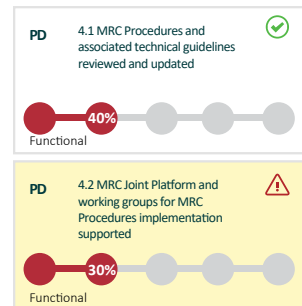 PD
4.1 MRC Procedures and
associated technical guidelines
reviewed and updated
40%
Functional
PD
4.2 MRC Joint Platform and
working groups for MRC
Procedures implementation
supported
30%
Functional